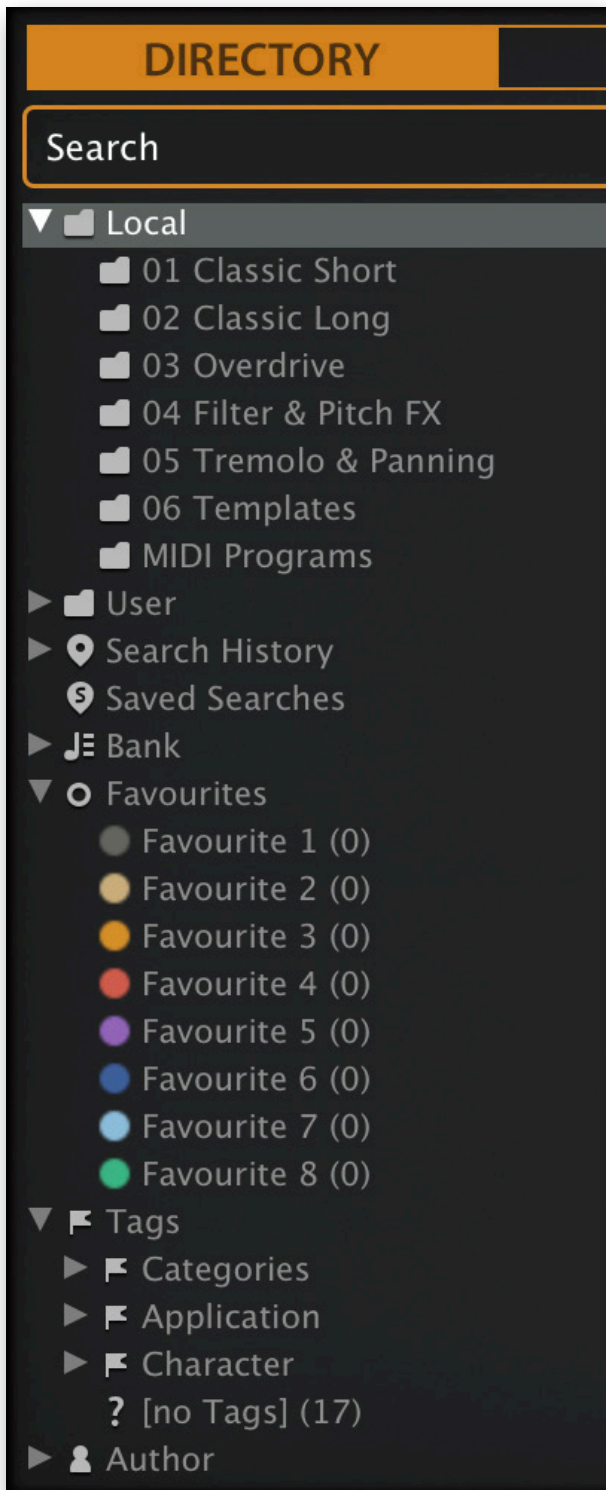 DIRECTORY
Search
Local
01 Classic Short
02 Classic Long
03 Overdrive
04 Filter & Pitch FX
05 Tremolo & Panning
06 Templates
MIDI Programs
User
Search History
S Saved Searches
Bank
Favourites
Favourite 1 (0)
Favourite 2 (0)
Favourite 3 (0)
Favourite 4 (0)
Favourite 5 (0)
Favourite 6 (0)
Favourite 7 (0)
Favourite 8 (0)
Tags
Categories
Application
Character
? [no Tags] (17)
Author